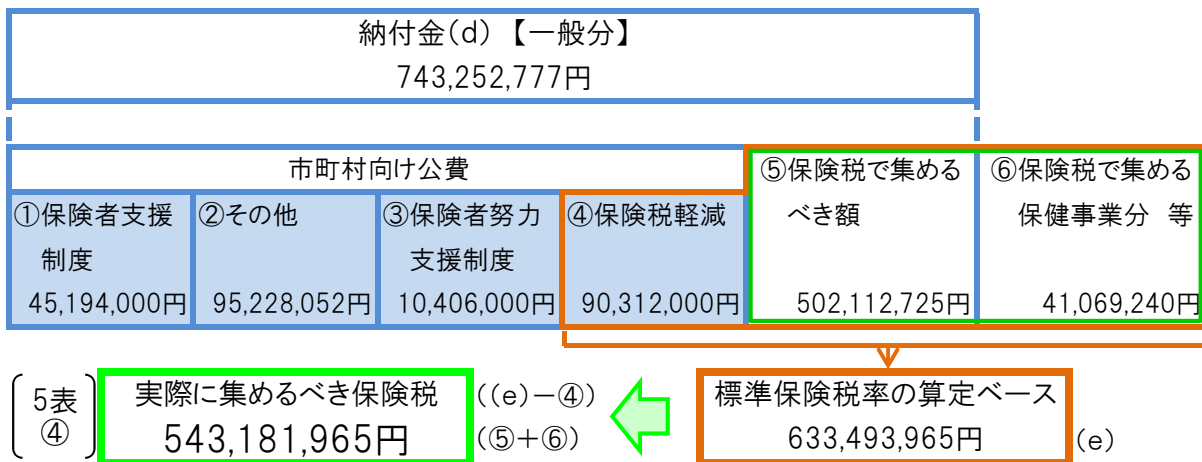 納付金(d)【一般分】
743,252,777円
市町村向け公費
①保険者支援
制度
45,194,000円
②その他
95,228,052円
③保険者努力
支援制度
10,406,000円
④保険税軽減
90,312,000円
⑤保険税で集める
べき額
502,112,725円
⑥保険税で集める
保健事業分 等
41,069,240円
5表
④
実際に集めるべき保険税
543,181,965円
((e)－④)
(⑤＋⑥)
標準保険税率の算定ベース
633,493,965円
(e)